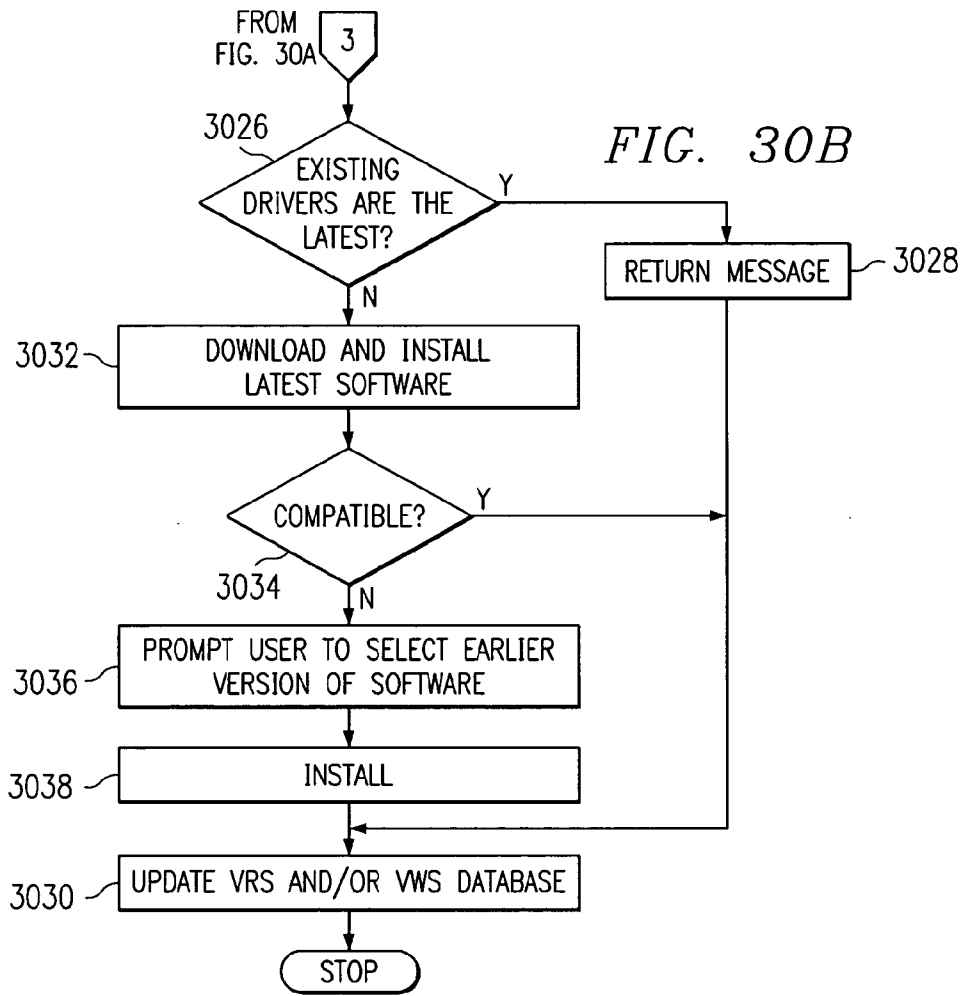 FROM
FIG. 30A
3
FIG. 30B
3026
EXISTING
DRIVERS ARE THE
LATEST?
Y
RETURN MESSAGE
3028
N
3032
DOWNLOAD AND INSTALL
LATEST SOFTWARE
COMPATIBLE?
Y
3034
N
3036
PROMPT USER TO SELECT EARLIER
VERSION OF SOFTWARE
3038
INSTALL
3030
UPDATE VRS AND/OR VWS DATABASE
STOP